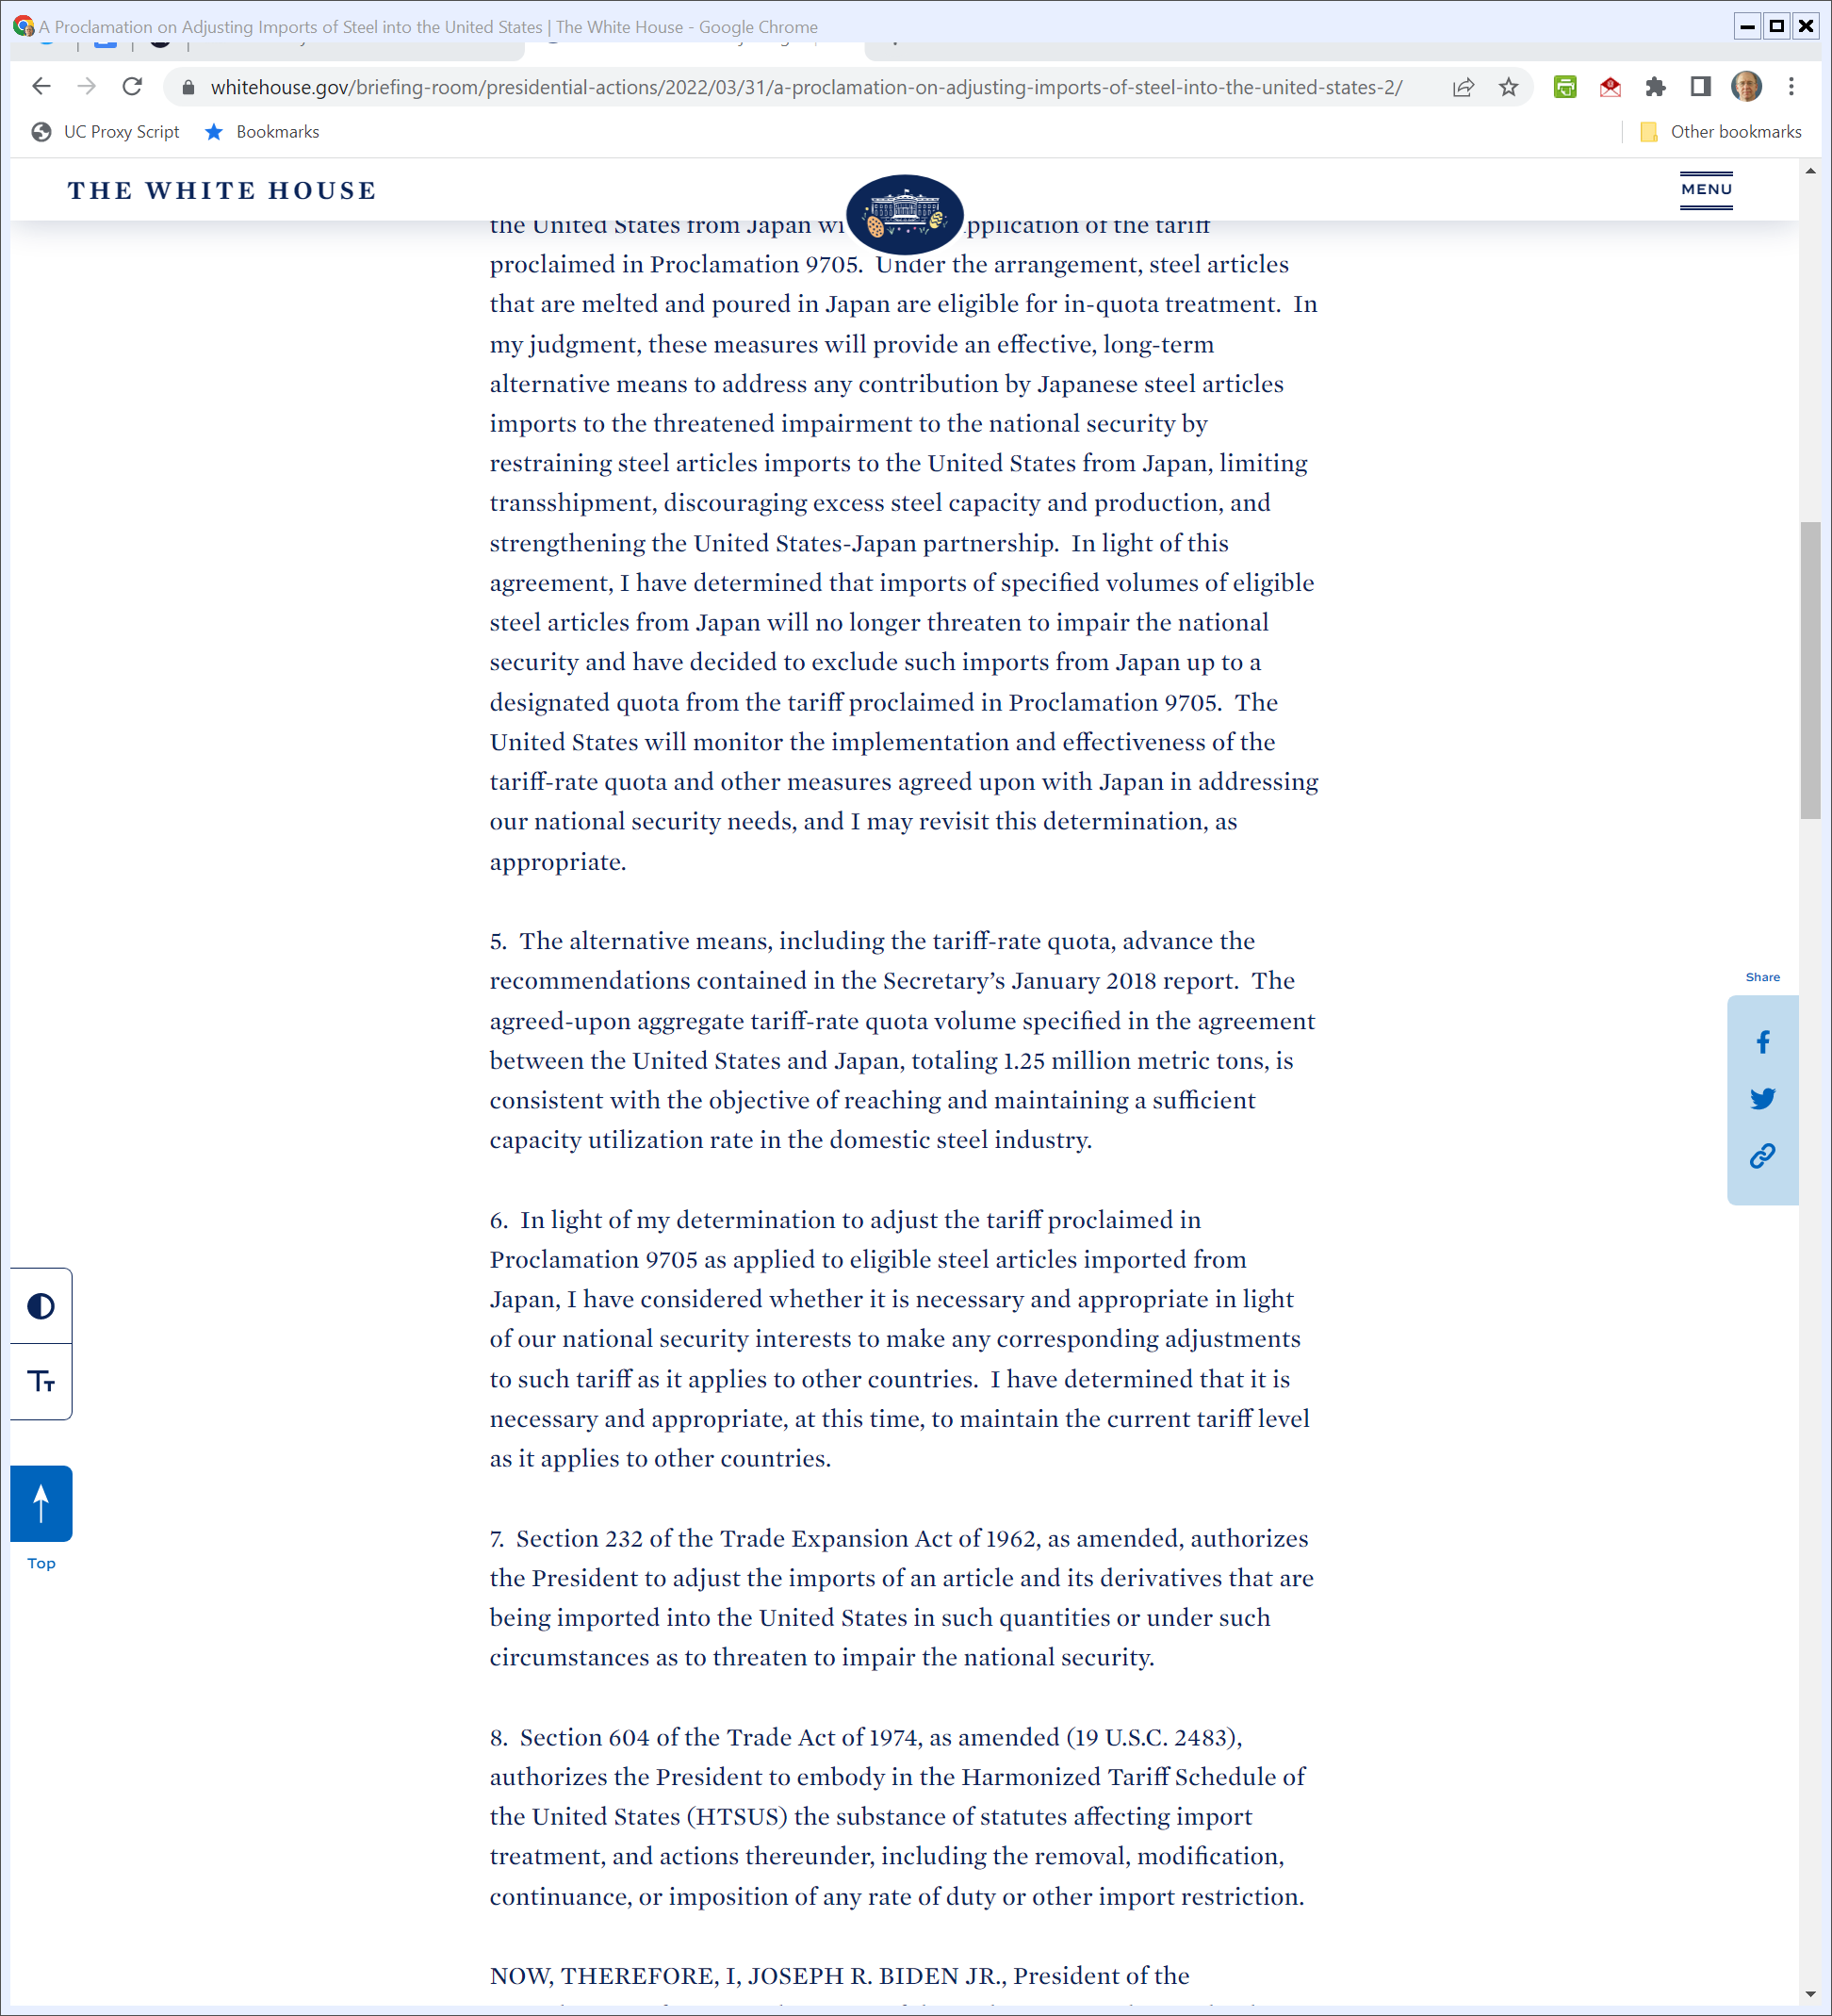 A Proclamation on Adjusting Imports of Steel into the United States | The White House - Google Chrome
whitehouse.gov/briefing-room/presidential-actions/2022/03/31/a-proclamation-on-adjusting-imports-of-steel-into-the-united-states-2/
UC Proxy Script Bookmarks Other bookmarks
THE WHITE HOUSE MENU
the United States from Japan pplication of the tariff
proclaimed in Proclamation 9705.  Under the arrangement, steel articles
that are melted and poured in Japan are eligible for in-quota treatment.  In
my judgment, these measures will provide an effective, long-term
alternative means to address any contribution by Japanese steel articles
imports to the threatened impairment to the national security by
restraining steel articles imports to the United States from Japan, limiting
transshipment, discouraging excess steel capacity and production, and
strengthening the United States-Japan partnership.  In light of this
agreement, I have determined that imports of specified volumes of eligible
steel articles from Japan will no longer threaten to impair the national
security and have decided to exclude such imports from Japan up to a
designated quota from the tariff proclaimed in Proclamation 9705.  The
United States will monitor the implementation and effectiveness of the
tariff-rate quota and other measures agreed upon with Japan in addressing
our national security needs, and I may revisit this determination, as
appropriate.
5.  The alternative means, including the tariff-rate quota, advance the
recommendations contained in the Secretary’s January 2018 report.  The
agreed-upon aggregate tariff-rate quota volume specified in the agreement
between the United States and Japan, totaling 1.25 million metric tons, is
consistent with the objective of reaching and maintaining a sufficient
capacity utilization rate in the domestic steel industry.
6.  In light of my determination to adjust the tariff proclaimed in
Proclamation 9705 as applied to eligible steel articles imported from
Japan, I have considered whether it is necessary and appropriate in light
of our national security interests to make any corresponding adjustments
to such tariff as it applies to other countries.  I have determined that it is
necessary and appropriate, at this time, to maintain the current tariff level
as it applies to other countries.
7.  Section 232 of the Trade Expansion Act of 1962, as amended, authorizes
the President to adjust the imports of an article and its derivatives that are
being imported into the United States in such quantities or under such
circumstances as to threaten to impair the national security.
8.  Section 604 of the Trade Act of 1974, as amended (19 U.S.C. 2483),
authorizes the President to embody in the Harmonized Tariff Schedule of
the United States (HTSUS) the substance of statutes affecting import
treatment, and actions thereunder, including the removal, modification,
continuance, or imposition of any rate of duty or other import restriction.
NOW, THEREFORE, I, JOSEPH R. BIDEN JR., President of the
Share
Tт
Top